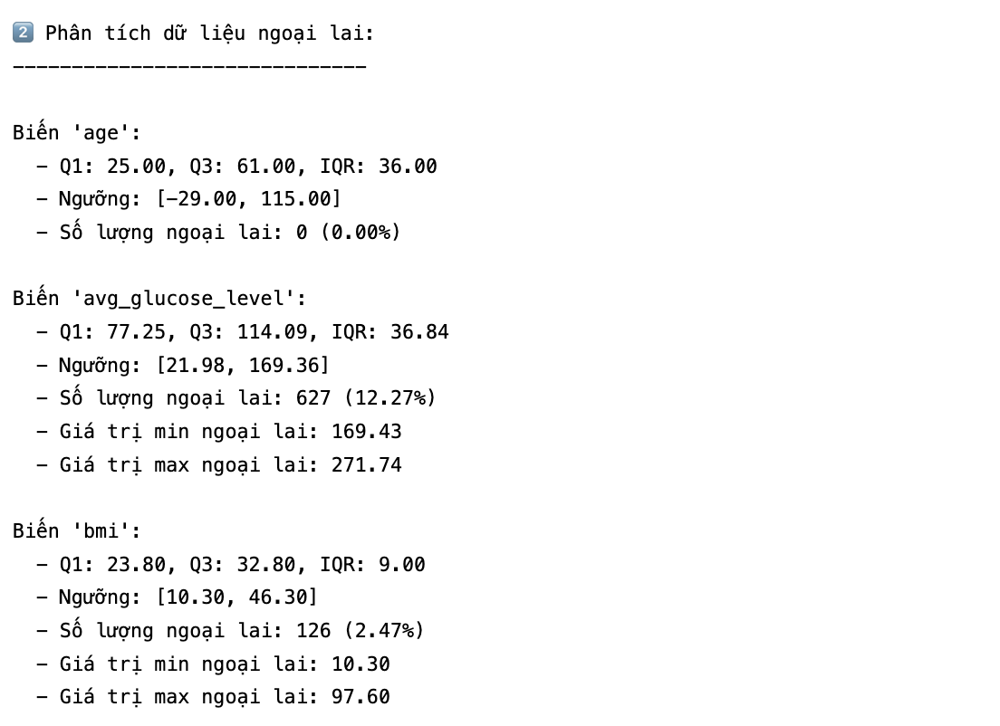 2️⃣ Phân tích dữ liệu ngoại lai:
------------------------------
Biến 'age':
  - Q1: 25.00, Q3: 61.00, IQR: 36.00
  - Ngưỡng: [-29.00, 115.00]
  - Số lượng ngoại lai: 0 (0.00%)
Biến 'avg_glucose_level':
  - Q1: 77.25, Q3: 114.09, IQR: 36.84
  - Ngưỡng: [21.98, 169.36]
  - Số lượng ngoại lai: 627 (12.27%)
  - Giá trị min ngoại lai: 169.43
  - Giá trị max ngoại lai: 271.74
Biến 'bmi':
  - Q1: 23.80, Q3: 32.80, IQR: 9.00
  - Ngưỡng: [10.30, 46.30]
  - Số lượng ngoại lai: 126 (2.47%)
  - Giá trị min ngoại lai: 10.30
  - Giá trị max ngoại lai: 97.60